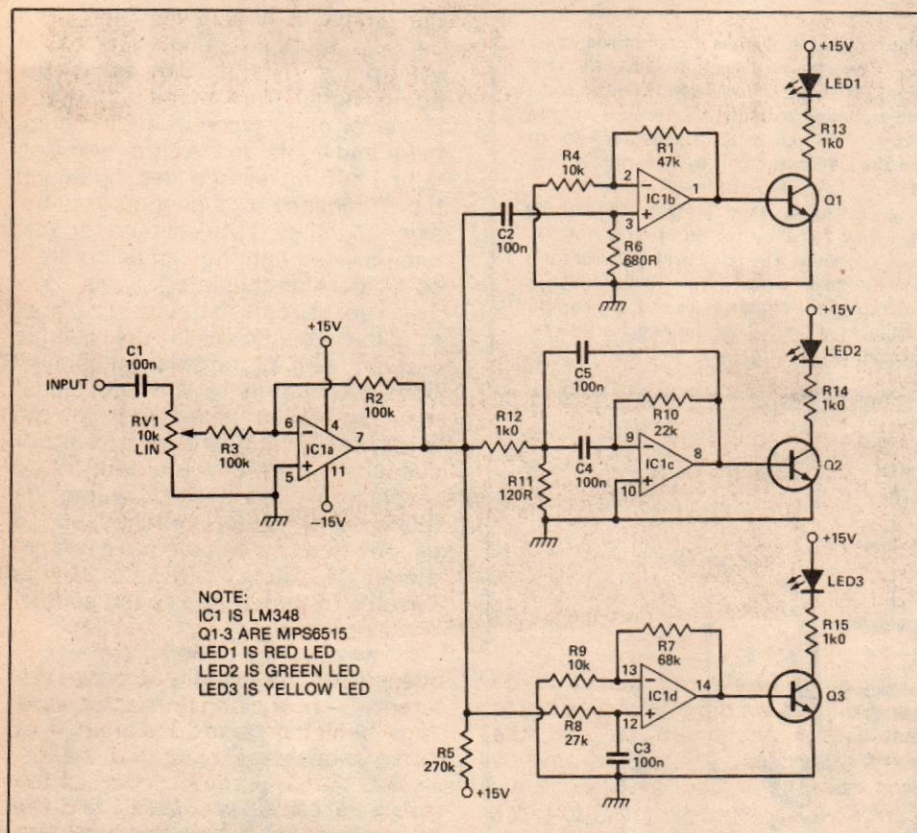 +15V
LED1
R13
1k0
Q1
R1
47k
R4
10k
2
−
IC1b
1
3
+
C2
100n
R6
680R
+15V
LED2
R14
1k0
Q2
C5
100n
R10
22k
R12
1k0
C4
100n
9
−
IC1c
8
10
+
R11
120R
C1
100n
INPUT
RV1
10k
LIN
R3
100k
+15V
R2
100k
6
−
4
IC1a
7
5
+
11
−15V
+15V
LED3
R15
1k0
Q3
R7
68k
R9
10k
13
−
IC1d
14
12
+
R8
27k
C3
100n
R5
270k
+15V
NOTE:
IC1 IS LM348
Q1-3 ARE MPS6515
LED1 IS RED LED
LED2 IS GREEN LED
LED3 IS YELLOW LED